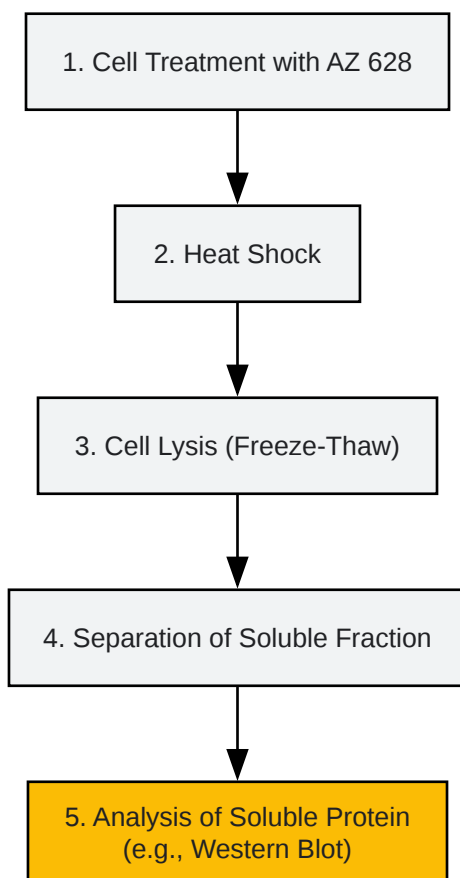 1. Cell Treatment with AZ 628
2. Heat Shock
3. Cell Lysis (Freeze-Thaw)
4. Separation of Soluble Fraction
5. Analysis of Soluble Protein
(e.g., Western Blot)